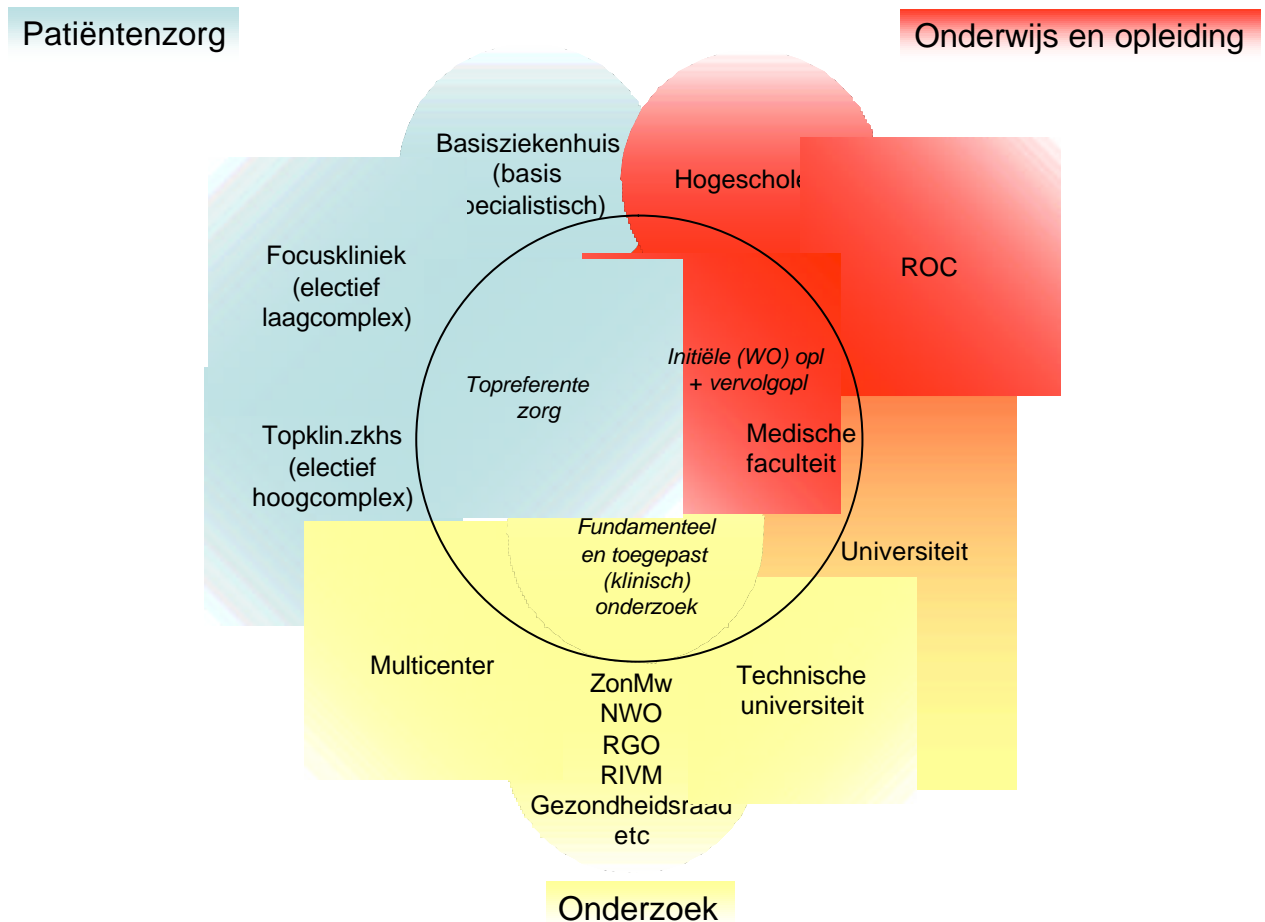 Patiëntenzorg
Onderwijs en opleiding
Basisziekenhuis
(basis
pecialistisch)
Hogeschole
Focuskliniek
(electief
laagcomplex)
ROC
Initiële (WO) opl
+ vervolgopl
Topreferente
zorg
Topklin.zkhs
(electief
hoogcomplex)
Medische
faculteit
Fundamenteel
en toegepast
(klinisch)
onderzoek
Universiteit
Multicenter
Technische
universiteit
ZonMw
NWO
RGO
RIVM
Gezondheidsraad
etc
Onderzoek